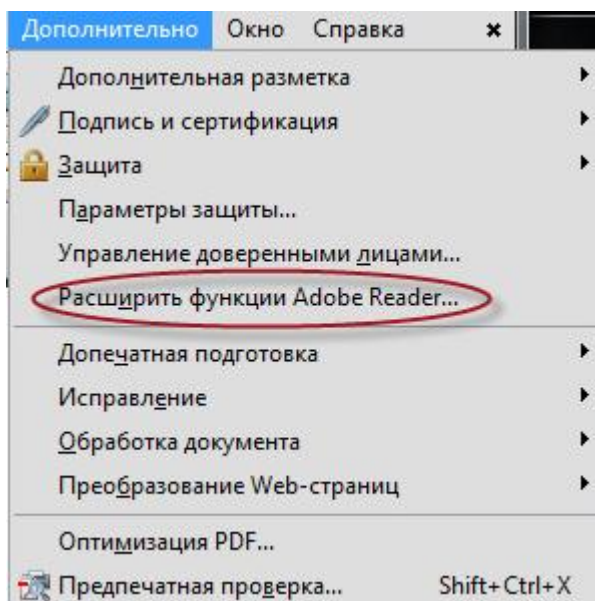 Дополнительно Окно Справка
Дополнительная разметка
Подпись и сертификация
Защита
Параметры защиты...
Управление доверенными лицами...
Расширить функции Adobe Reader...
Допечатная подготовка
Исправление
Обработка документа
Преобразование Web-страниц
Оптимизация PDF...
Предпечатная проверка... Shift+Ctrl+X